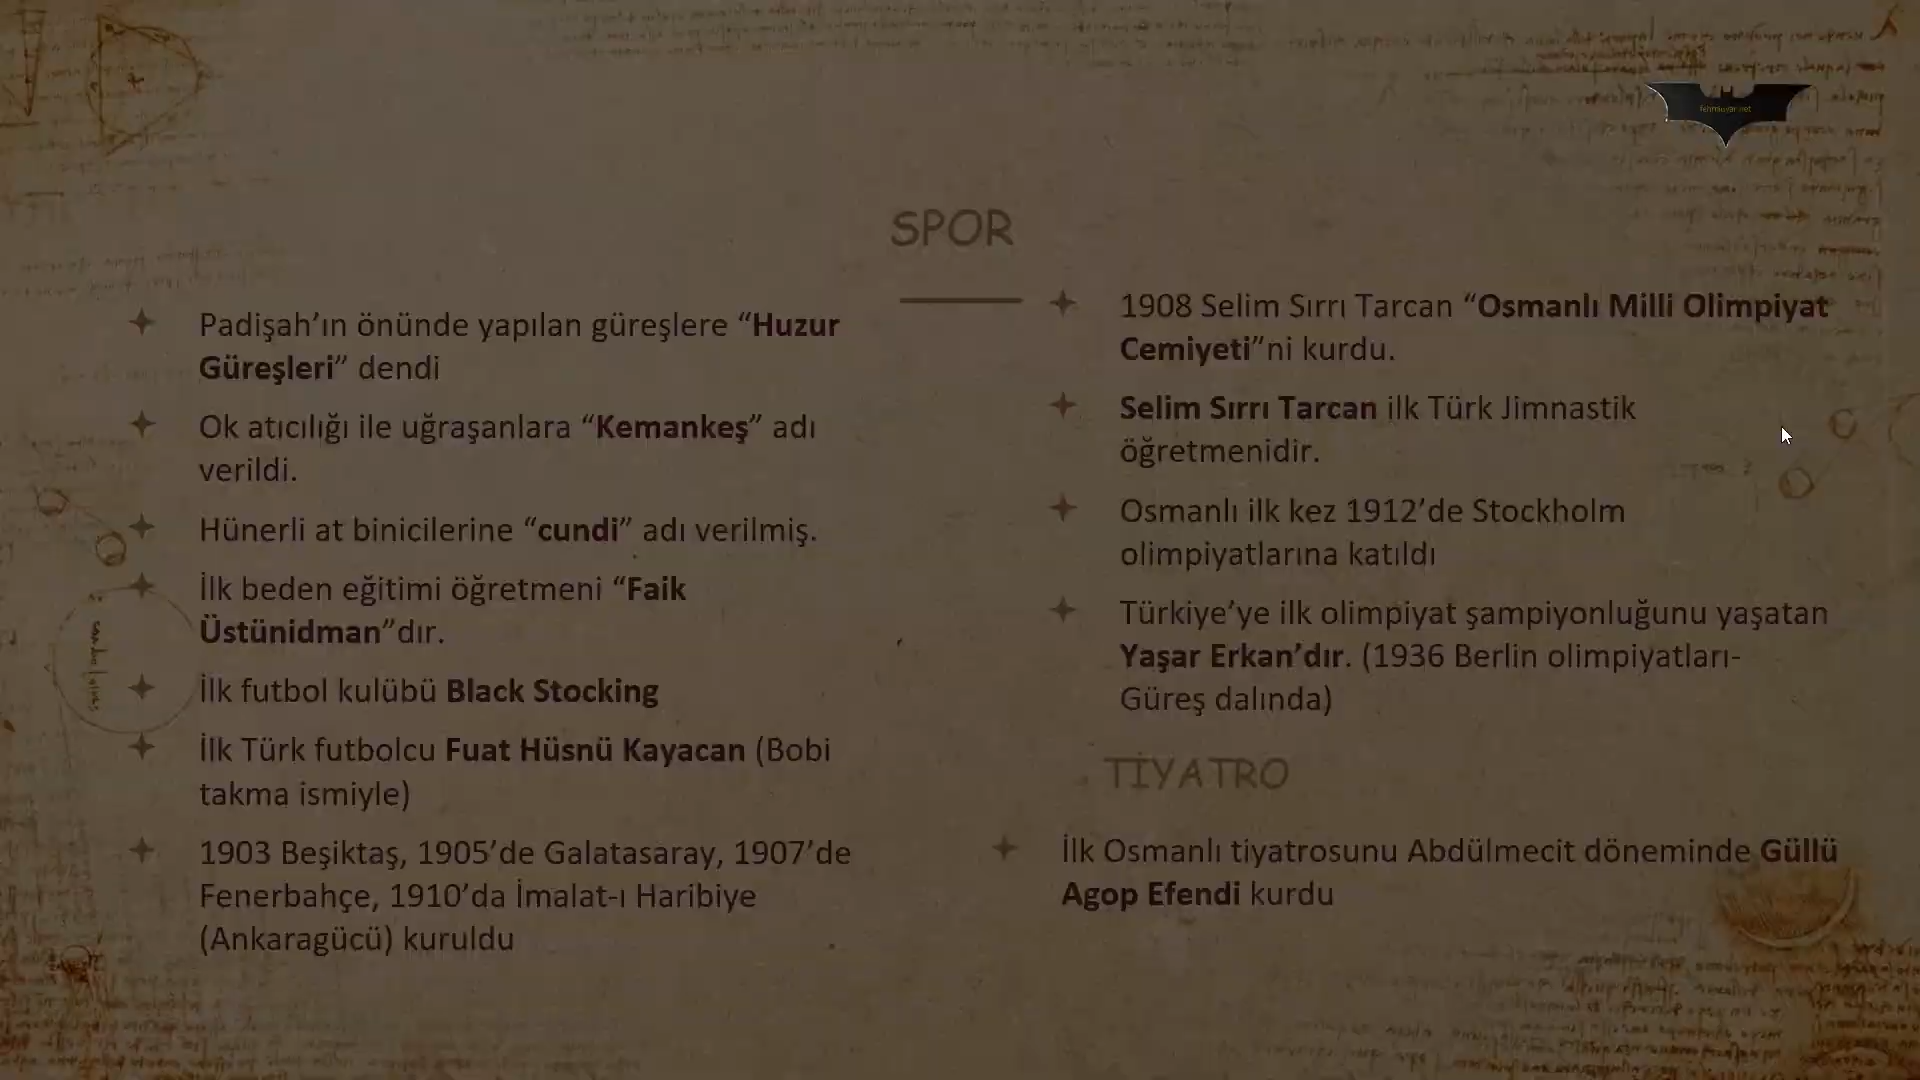 fehmiuyar.net
SPOR
Padişah’ın önünde yapılan güreşlere “Huzur
Güreşleri” dendi
Ok atıcılığı ile uğraşanlara “Kemankeş” adı
verildi.
Hünerli at binicilerine “cundi” adı verilmiş.
İlk beden eğitimi öğretmeni “Faik
Üstünidman”dır.
İlk futbol kulübü Black Stocking
İlk Türk futbolcu Fuat Hüsnü Kayacan (Bobi
takma ismiyle)
1903 Beşiktaş, 1905’de Galatasaray, 1907’de
Fenerbahçe, 1910’da İmalat-ı Haribiye
(Ankaragücü) kuruldu
1908 Selim Sırrı Tarcan “Osmanlı Milli Olimpiyat
Cemiyeti”ni kurdu.
Selim Sırrı Tarcan ilk Türk Jimnastik
öğretmenidir.
Osmanlı ilk kez 1912’de Stockholm
olimpiyatlarına katıldı
Türkiye’ye ilk olimpiyat şampiyonluğunu yaşatan
Yaşar Erkan’dır. (1936 Berlin olimpiyatları-
Güreş dalında)
TİYATRO
İlk Osmanlı tiyatrosunu Abdülmecit döneminde Güllü
Agop Efendi kurdu